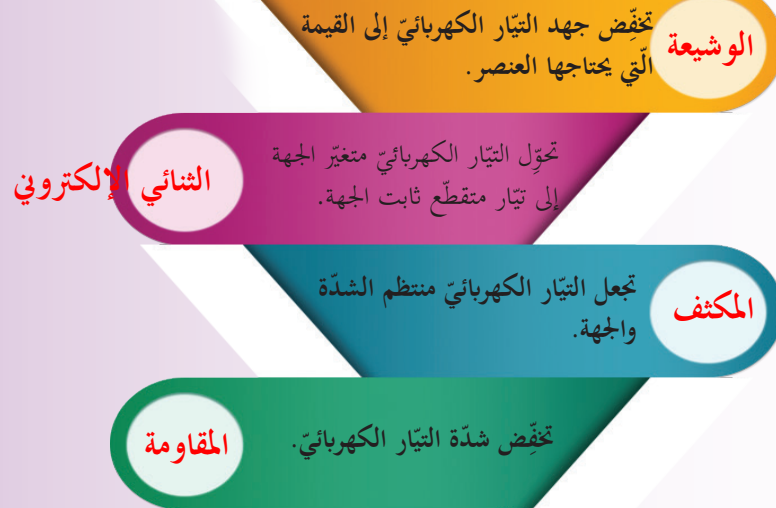 الوشيعة
تخفِّض جهد التيّار الكهربائيّ إلى القيمة
الّتي يحتاجها العنصر.
الثنائي الإلكتروني
تحوِّل التيّار الكهربائيّ متغيّر الجهة
إلى تيّار متقطّع ثابت الجهة.
المكثف
تجعل التيّار الكهربائيّ منتظم الشدّة
والجهة.
المقاومة
تخفِّض شدّة التيّار الكهربائيّ.